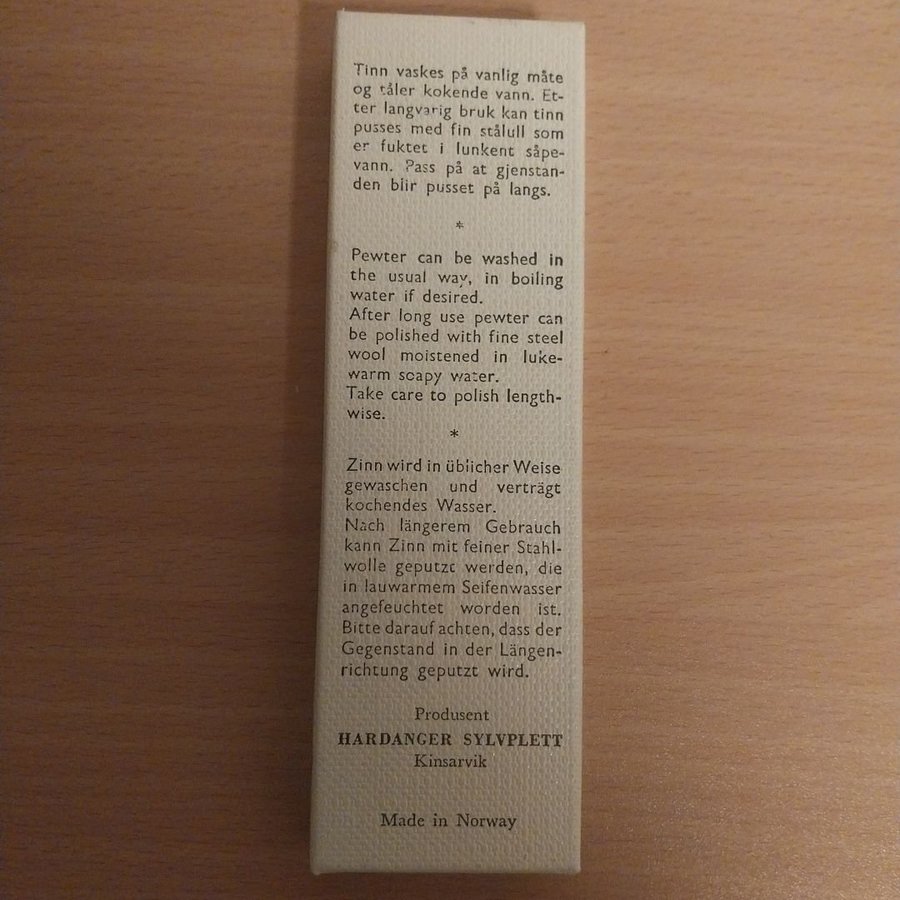 Tinn vaskes på vanlig måte
og tåler kokende vann. Et-
ter langvarig bruk kan tinn
pusses med fin stålull som
er fuktet i lunkent såpe-
vann. Pass på at gjenstan-
den blir pusset på langs.
*
Pewter can be washed in
the usual way, in boiling
water if desired.
After long use pewter can
be polished with fine steel
wool moistened in luke-
warm soapy water.
Take care to polish length-
wise.
*
Zinn wird in üblicher Weise
gewaschen und verträgt
kochendes Wasser.
Nach längerem Gebrauch
kann Zinn mit feiner Stahl-
wolle geputzt werden, die
in lauwarmem Seifenwasser
angefeuchtet worden ist.
Bitte darauf achten, dass der
Gegenstand in der Längen-
richtung geputzt wird.
Produsent
HARDANGER SYLVPLETT
Kinsarvik
Made in Norway